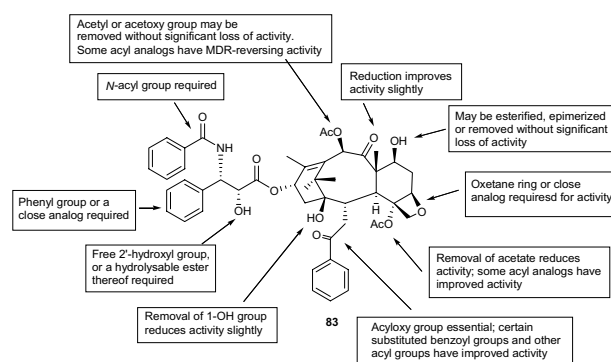 Acetyl or acetoxy group may be
removed without significant loss of activity.
Some acyl analogs have MDR-reversing activity
N-acyl group required
Reduction improves
activity slightly
May be esterified, epimerized
or removed without significant
loss of activity
O
NH
AcO
O
OH
O
O
Phenyl group or a
close analog required
OH
HO
H
AcO
O
Oxetane ring or close
analog requiresd for activity
Free 2'-hydroxyl group,
or a hydrolysable ester
thereof required
O
Removal of acetate reduces
activity; some acyl analogs have
improved activity
Removal of 1-OH group
reduces activity slightly
83
Acyloxy group essential; certain
substituted benzoyl groups and other
acyl groups have improved activity